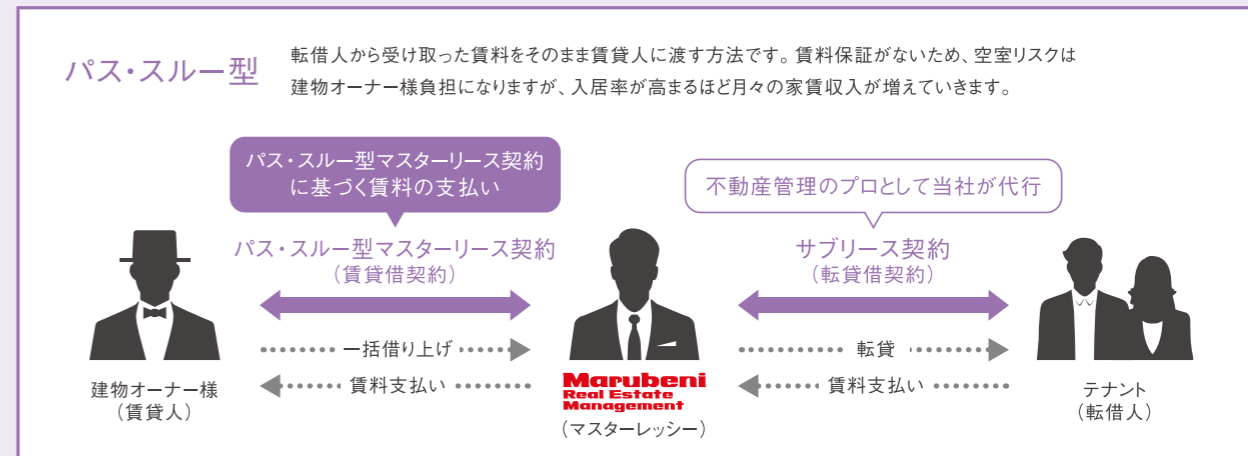 パス・スルー型
転借人から受け取った賃料をそのまま賃貸人に渡す方法です。賃料保証がないため、空室リスクは
建物オーナー様負担になりますが、入居率が高まるほど月々の家賃収入が増えていきます。
パス・スルー型マスターリース契約
に基づく賃料の支払い
不動産管理のプロとして当社が代行
パス・スルー型マスターリース契約
（賃貸借契約）
サブリース契約
（転貸借契約）
一括借り上げ
転貸
賃料支払い
賃料支払い
建物オーナー様
（賃貸人）
Marubeni
Real Estate
Management
（マスターレッシー）
テナント
（転借人）